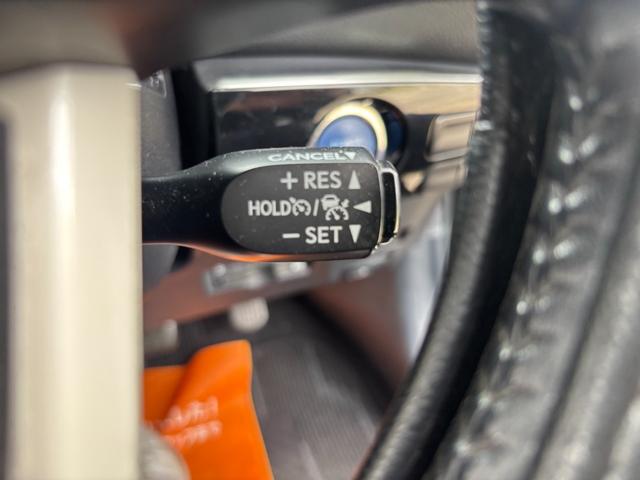 CANCEL
+ RES
HOLD /
- SET